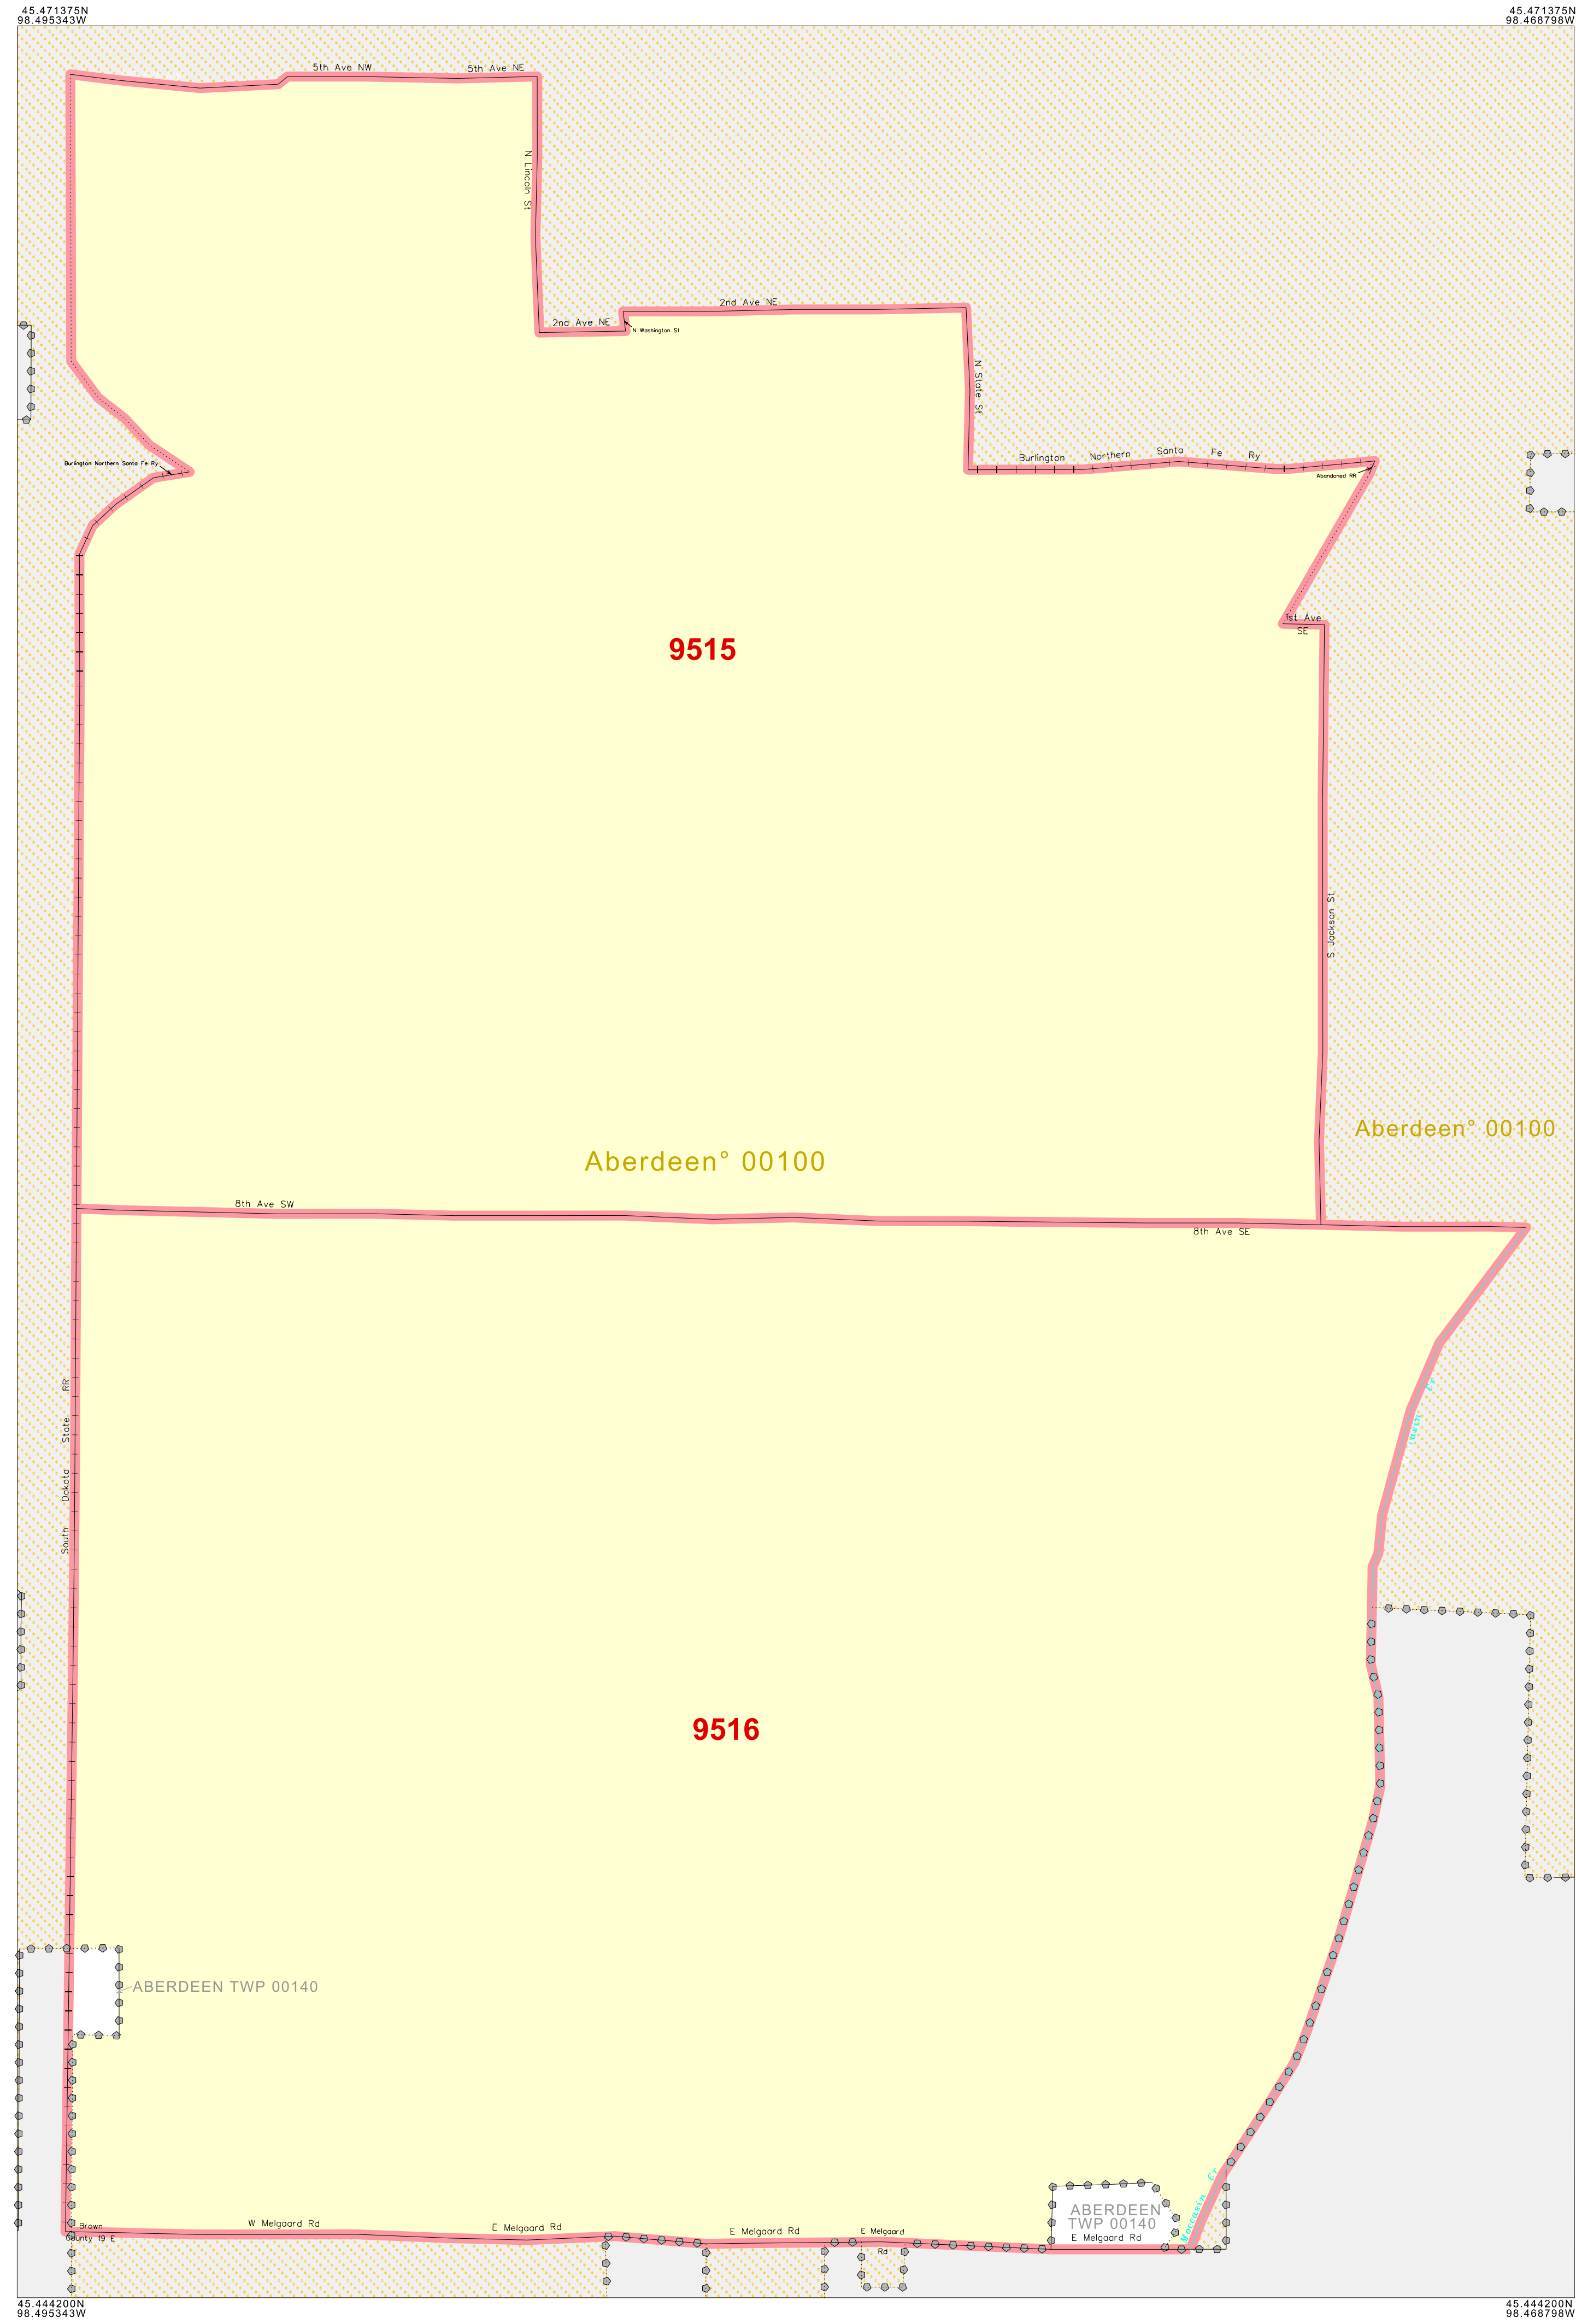 45.471375N
98.495343W
45.471375N
98.468798W
5th Ave NW
5th Ave NE
N Lincoln St
2nd Ave NE
2nd Ave NE
N Washington St
N State St
Burlington Northern Santa Fe Ry
Burlington Northern Santa Fe Ry
Abandoned RR
1st Ave
SE
9515
S Jackson St
Aberdeen° 00100
Aberdeen° 00100
8th Ave SW
8th Ave SE
South Dakota State RR
asin Cr
9516
ABERDEEN TWP 00140
ABERDEEN
TWP 00140
Moccasin Cr
Brown
County 19 E
W Melgaard Rd
E Melgaard Rd
E Melgaard Rd
E Melgaard
Rd
E Melgaard Rd
45.444200N
98.495343W
45.444200N
98.468798W